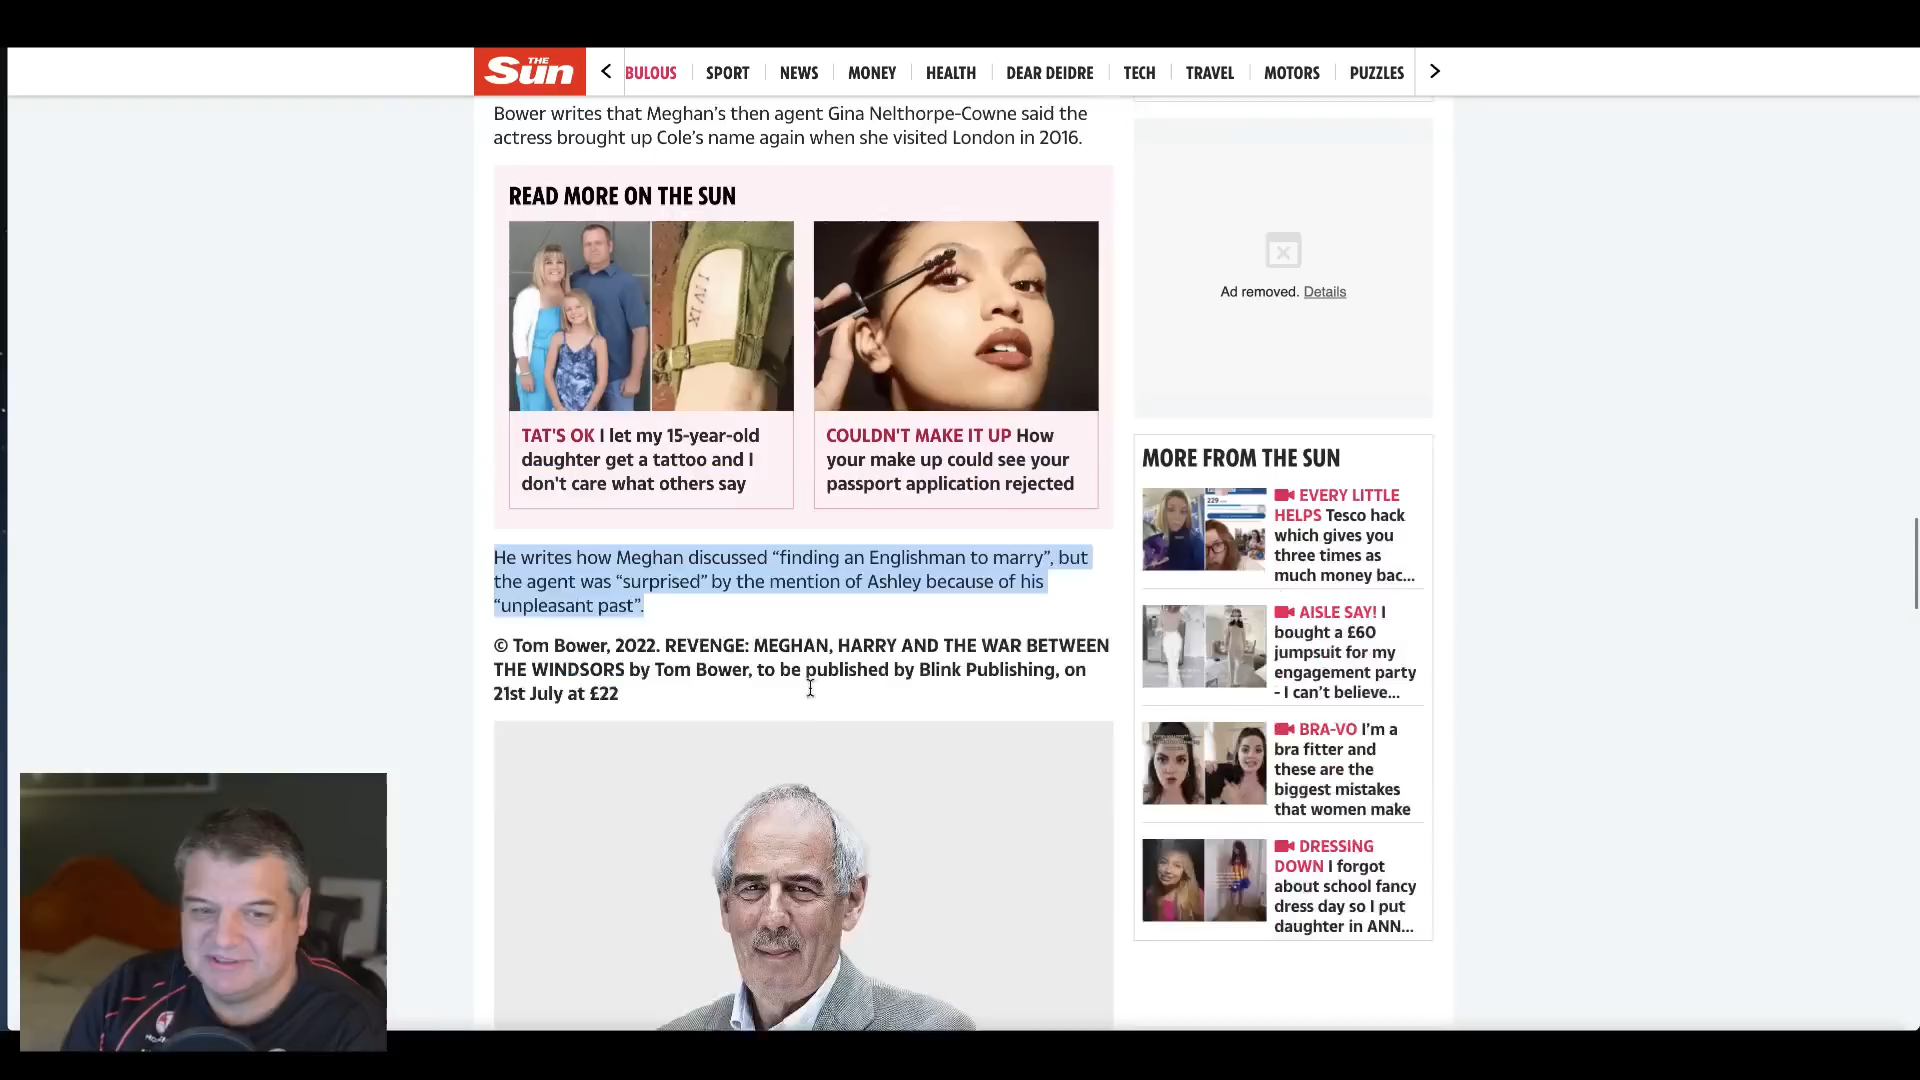 THE
Sun
BULOUS
SPORT
NEWS
MONEY
HEALTH
DEAR DEIDRE
TECH
TRAVEL
MOTORS
PUZZLES
Bower writes that Meghan’s then agent Gina Nelthorpe-Cowne said the
actress brought up Cole’s name again when she visited London in 2016.
READ MORE ON THE SUN
TAT'S OK I let my 15-year-old
daughter get a tattoo and I
don't care what others say
COULDN'T MAKE IT UP How
your make up could see your
passport application rejected
He writes how Meghan discussed “finding an Englishman to marry”, but
the agent was “surprised” by the mention of Ashley because of his
“unpleasant past”.
© Tom Bower, 2022. REVENGE: MEGHAN, HARRY AND THE WAR BETWEEN
THE WINDSORS by Tom Bower, to be published by Blink Publishing, on
21st July at £22
Ad removed. Details
MORE FROM THE SUN
229
EVERY LITTLE
HELPS Tesco hack
which gives you
three times as
much money bac...
AISLE SAY! I
bought a £60
jumpsuit for my
engagement party
- I can’t believe...
BRA-VO I’m a
bra fitter and
these are the
biggest mistakes
that women make
DRESSING
DOWN I forgot
about school fancy
dress day so I put
daughter in ANN...